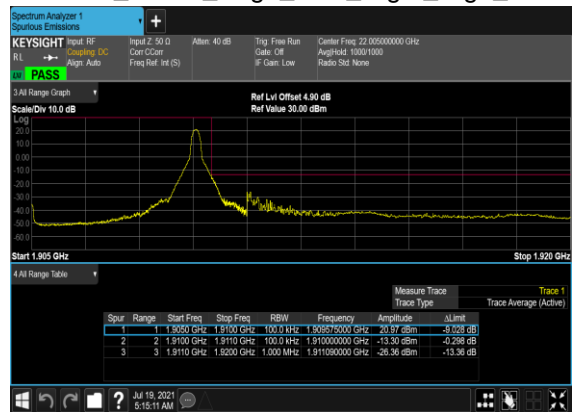 Spectrum Analyzer 1
Spurious Emissions
KEYSIGHT Input: RF Input Z: 50 Ω Atten: 40 dB Trig: Free Run Center Freq: 22.005000000 GHz
RL Coupling: DC Corr CCorr Gate: Off Avg|Hold: 1000/1000
Align: Auto Freq Ref: Int (S) IF Gain: Low Radio Std: None
PASS
3 All Range Graph
Ref Lvl Offset 4.90 dB
Scale/Div 10.0 dB Ref Value 30.00 dBm
Log
20.0
10.0
0.00
-10.0
-20.0
-30.0
-40.0
-50.0
-60.0
Start 1.905 GHz Stop 1.920 GHz
4 All Range Table
Measure Trace Trace 1
Trace Type Trace Average (Active)
Spur Range Start Freq Stop Freq RBW Frequency Amplitude ΔLimit
1 1 1.9050 GHz 1.9100 GHz 100.0 kHz 1.909575000 GHz 20.97 dBm -9.028 dB
2 2 1.9100 GHz 1.9110 GHz 100.0 kHz 1.910000000 GHz -13.30 dBm -0.298 dB
3 3 1.9110 GHz 1.9200 GHz 1.000 MHz 1.911090000 GHz -26.36 dBm -13.36 dB
Jul 19, 2021
5:15:11 AM